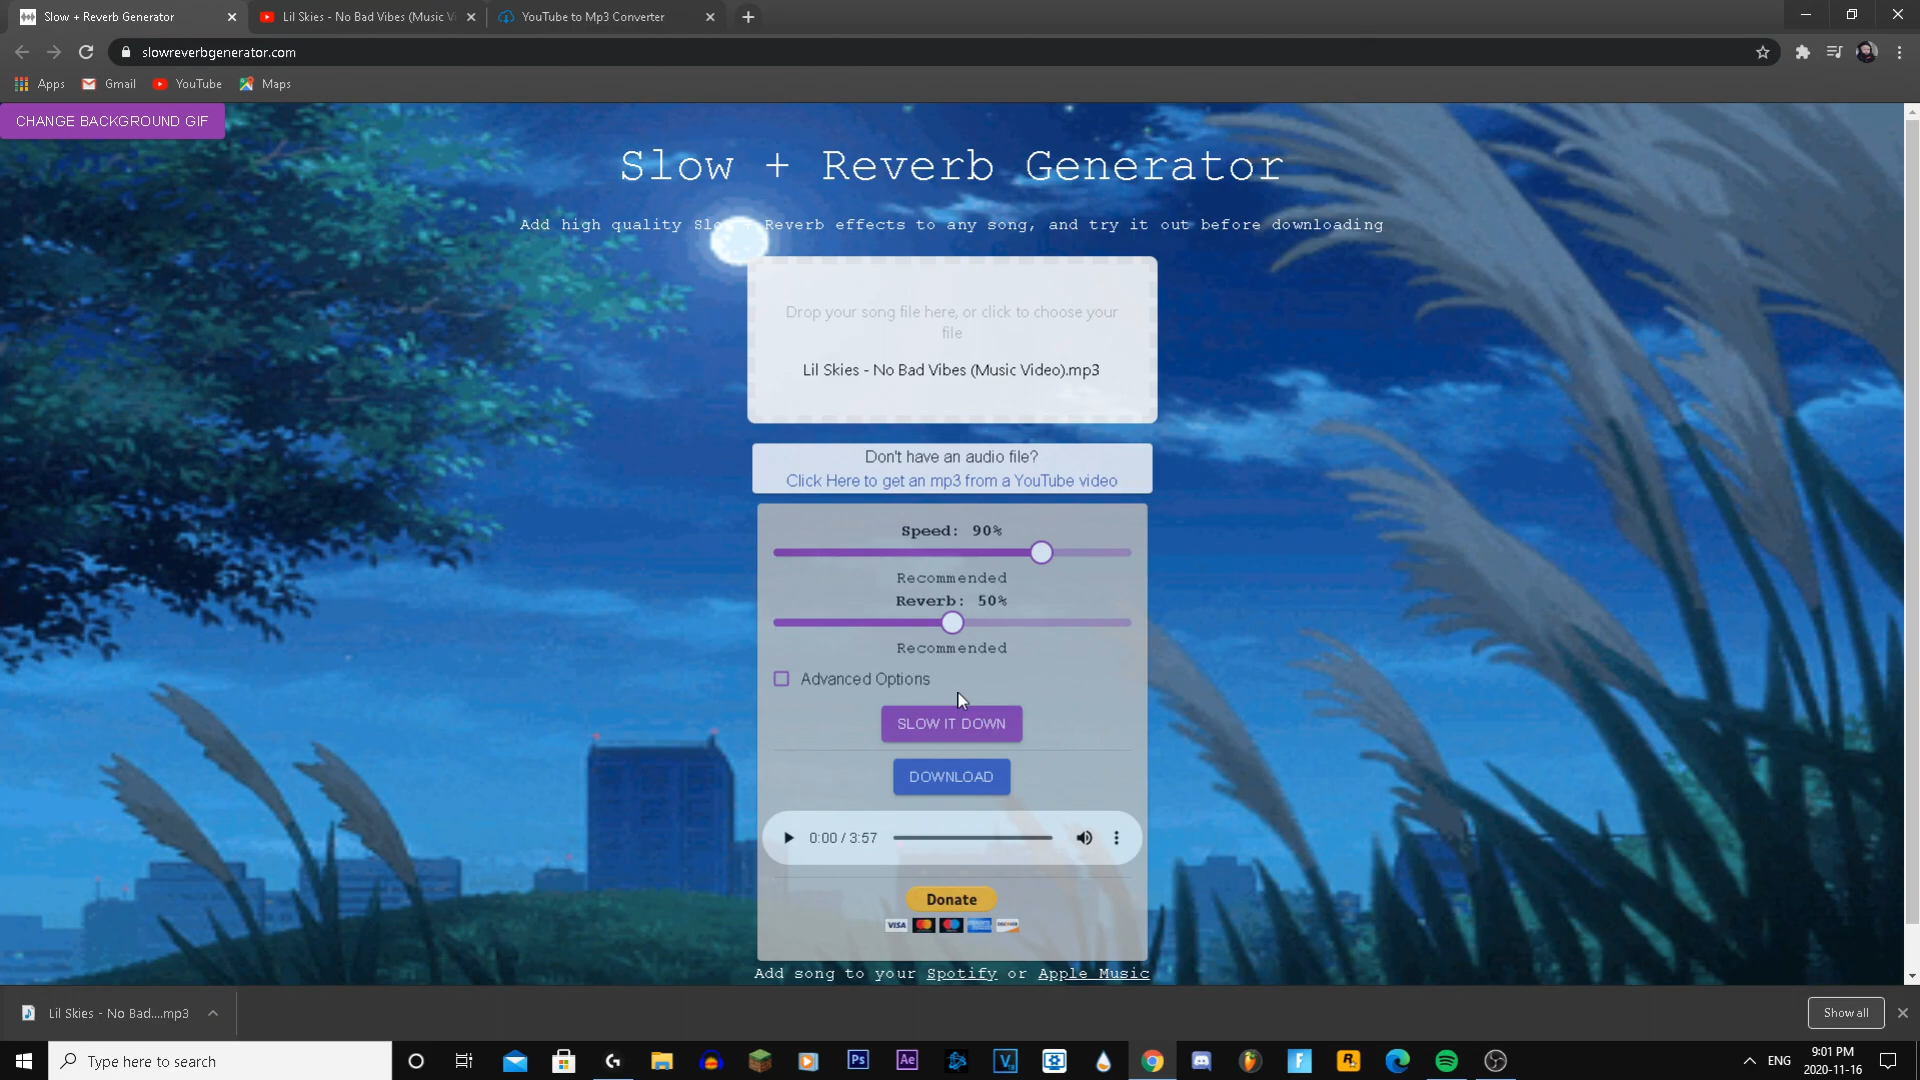 Slow + Reverb Generator
Lil Skies - No Bad Vibes (Music Vi
YouTube to Mp3 Converter
slowreverbgenerator.com
Apps
Gmail
YouTube
Maps
CHANGE BACKGROUND GIF
Slow + Reverb Generator
Add high quality Slow + Reverb effects to any song, and try it out before downloading
Drop your song file here, or click to choose your
file
Lil Skies - No Bad Vibes (Music Video).mp3
Don't have an audio file?
Click Here to get an mp3 from a YouTube video
Speed: 90%
Recommended
Reverb: 50%
Recommended
Advanced Options
SLOW IT DOWN
DOWNLOAD
0:00 / 3:57
Donate
VISA
Add song to your Spotify or Apple Music
Lil Skies - No Bad....mp3
Show all
Type here to search
Ps
Ae
ENG
9:01 PM
2020-11-16